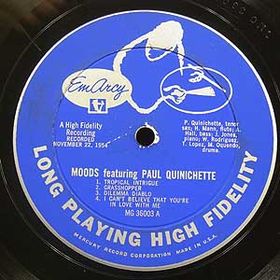 EmArcy
A High Fidelity
Recording
RECORDED
NOVEMBER 22, 1954
P. Quinichette, tenor
sax; H. Mann, flute; A.
Hall, bass; J. Jones,
piano; W. Rodriguez,
Y. Lopez, M. Quendo,
drums.
MOODS featuring PAUL QUINICHETTE
1. TROPICAL INTRIGUE
2. GRASSHOPPER
3. DILEMMA DIABLO
4. I CAN'T BELIEVE THAT YOU'RE
IN LOVE WITH ME
MG 36003 A
LONG PLAYING HIGH FIDELITY
MERCURY RECORD CORPORATION MADE IN U.S.A.